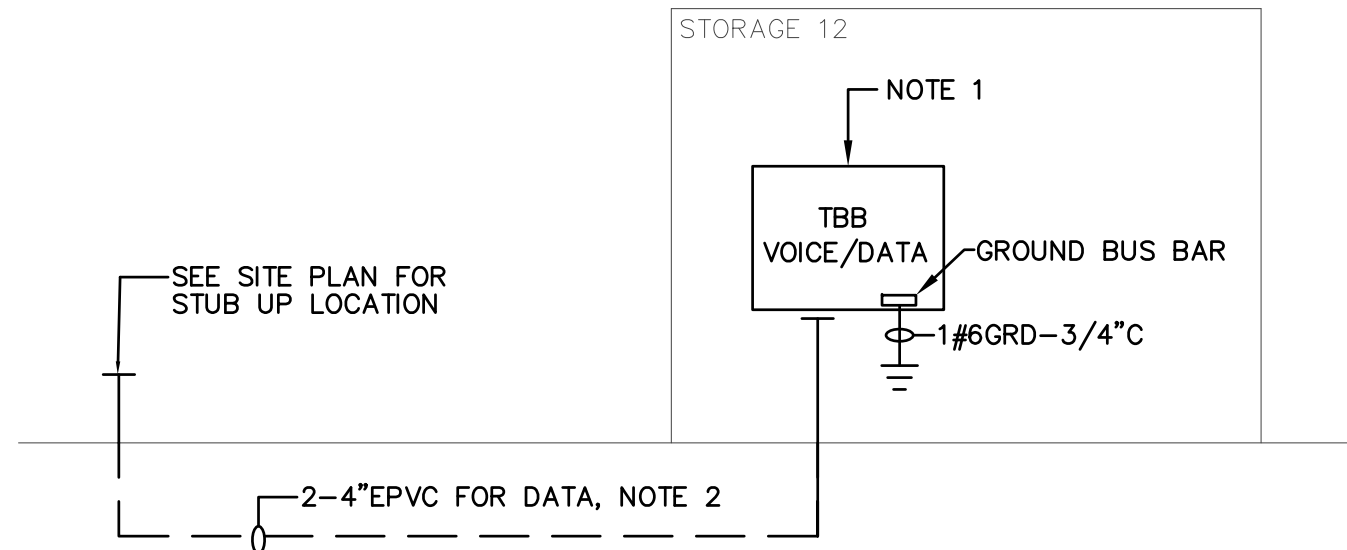 STORAGE 12
NOTE 1
TBB
VOICE/DATA
GROUND BUS BAR
SEE SITE PLAN FOR
STUB UP LOCATION
1#6GRD-3/4"C
2-4"EPVC FOR DATA, NOTE 2